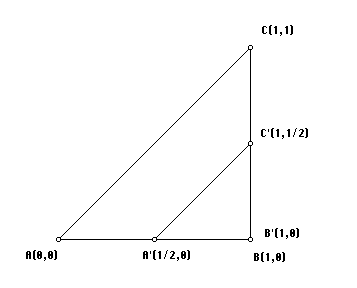 C(1,1)
C'(1,1/2)
B'(1,0)
A(0,0)
A'(1/2,0)
B(1,0)